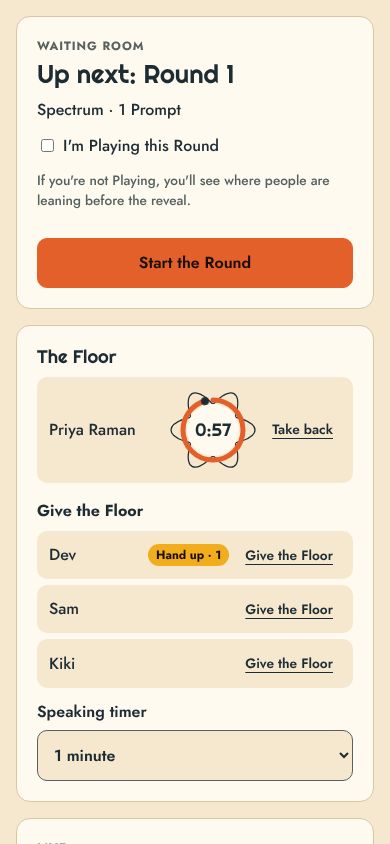 WAITING ROOM
Up next: Round 1
Spectrum · 1 Prompt
I'm Playing this Round
If you're not Playing, you'll see where people are
leaning before the reveal.
Start the Round
The Floor
Priya Raman
0:57
Take back
Give the Floor
Dev
Hand up · 1
Give the Floor
Sam
Give the Floor
Kiki
Give the Floor
Speaking timer
1 minute